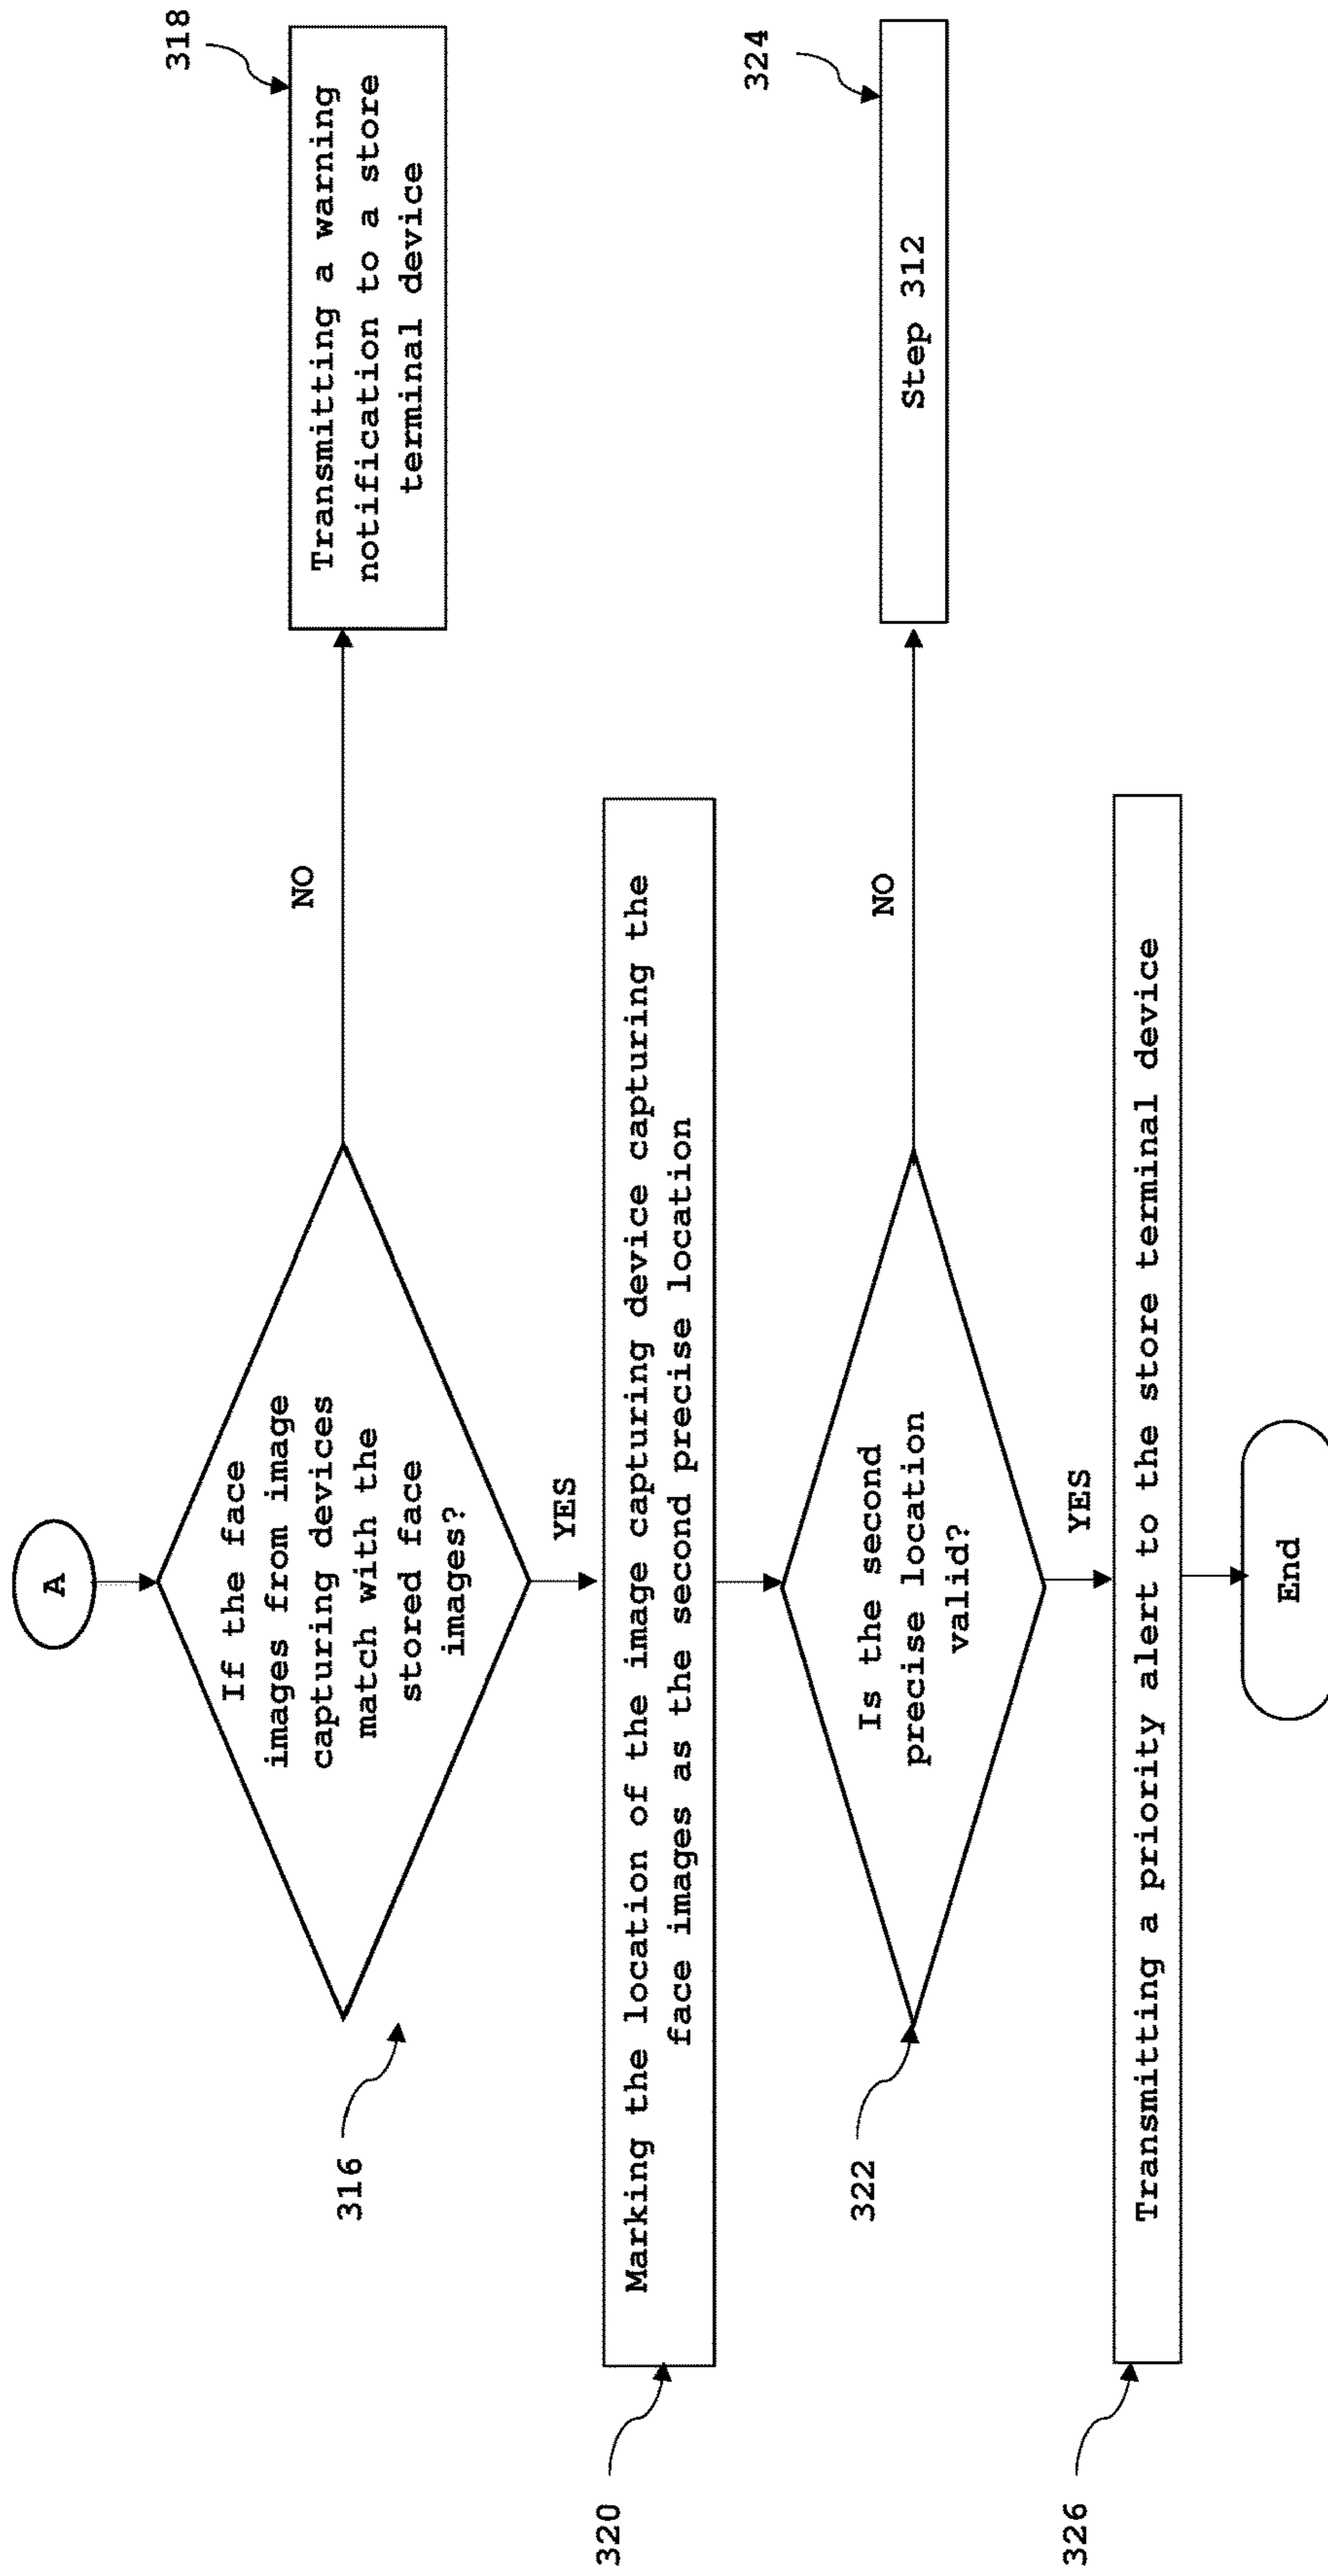 A
316
If the face
images from image
capturing devices
match with the
stored face
images?
NO
318
Transmitting a warning
notification to a store
terminal device
YES
320
Marking the location of the image capturing device capturing the
face images as the second precise location
322
Is the second
precise location
valid?
NO
324
Step 312
YES
326
Transmitting a priority alert to the store terminal device
End